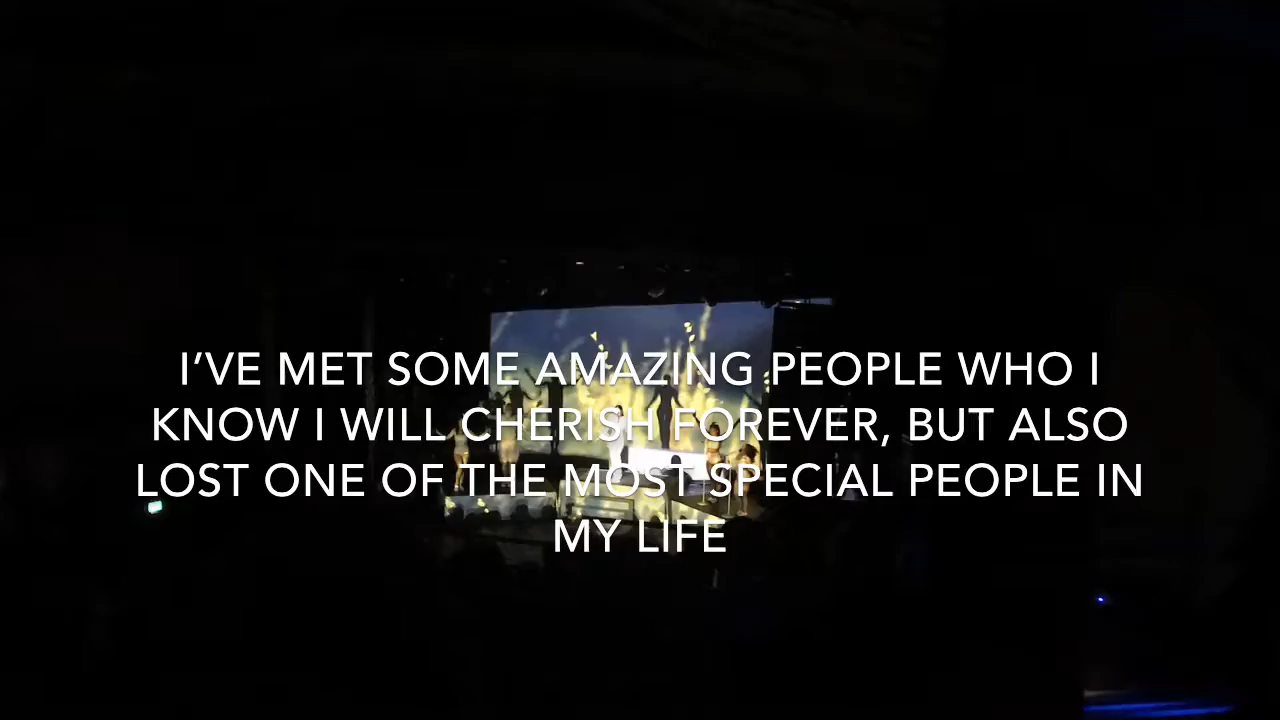 I’VE MET SOME AMAZING PEOPLE WHO I
KNOW I WILL CHERISH FOREVER, BUT ALSO
LOST ONE OF THE MOST SPECIAL PEOPLE IN
MY LIFE